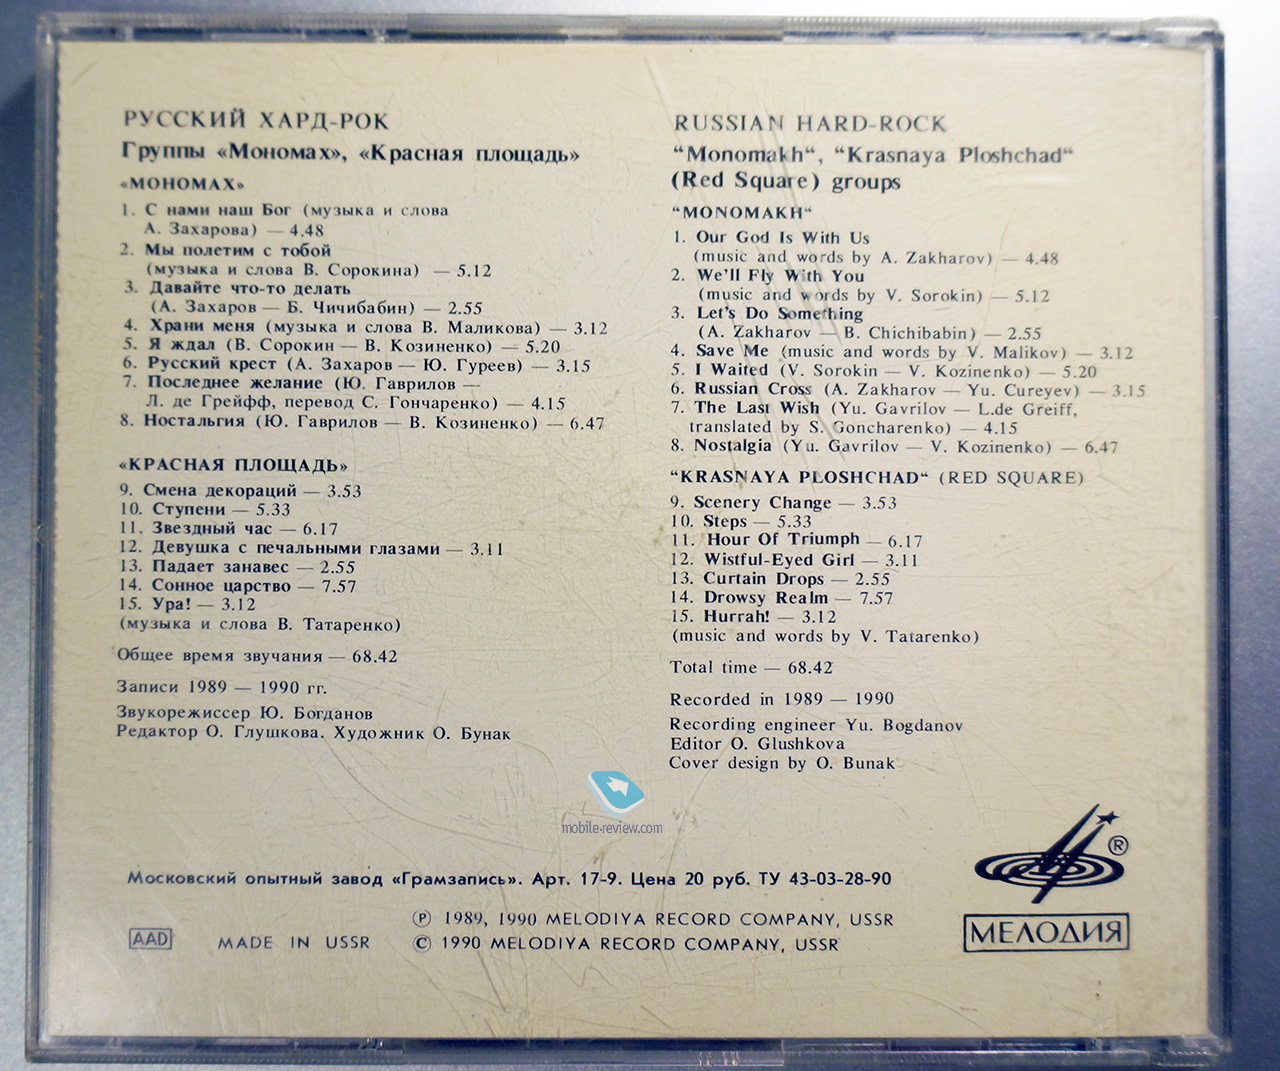 РУССКИЙ ХАРД-РОК
Группы «Мономах», «Красная площадь»
«МОНОМАХ»
1. С нами наш Бог (музыка и слова
А. Захарова) — 4.48
2. Мы полетим с тобой
(музыка и слова В. Сорокина) — 5.12
3. Давайте что-то делать
(А. Захаров — Б. Чичибабин) — 2.55
4. Храни меня (музыка и слова В. Маликова) — 3.12
5. Я ждал (В. Сорокин — В. Козиненко) — 5.20
6. Русский крест (А. Захаров — Ю. Гуреев) — 3.15
7. Последнее желание (Ю. Гаврилов —
Л. де Грейфф, перевод С. Гончаренко) — 4.15
8. Ностальгия (Ю. Гаврилов — В. Козиненко) — 6.47
«КРАСНАЯ ПЛОЩАДЬ»
9. Смена декораций — 3.53
10. Ступени — 5.33
11. Звездный час — 6.17
12. Девушка с печальными глазами — 3.11
13. Падает занавес — 2.55
14. Сонное царство — 7.57
15. Ура! — 3.12
(музыка и слова В. Татаренко)
Общее время звучания — 68.42
Записи 1989 — 1990 гг.
Звукорежиссер Ю. Богданов
Редактор О. Глушкова. Художник О. Бунак
RUSSIAN HARD-ROCK
“Monomakh“, “Krasnaya Ploshchad“
(Red Square) groups
“MONOMAKH“
1. Our God Is With Us
(music and words by A. Zakharov) — 4.48
2. We'll Fly With You
(music and words by V. Sorokin) — 5.12
3. Let's Do Something
(A. Zakharov — B. Chichibabin) — 2.55
4. Save Me (music and words by V. Malikov) — 3.12
5. I Waited (V. Sorokin — V. Kozinenko) — 5.20
6. Russian Cross (A. Zakharov — Yu. Cureyev) — 3.15
7. The Last Wish (Yu. Gavrilov — L.de Greiff,
translated by S. Goncharenko) — 4.15
8. Nostalgia (Yu. Gavrilov — V. Kozinenko) — 6.47
“KRASNAYA PLOSHCHAD“ (RED SQUARE)
9. Scenery Change — 3.53
10. Steps — 5.33
11. Hour Of Triumph — 6.17
12. Wistful-Eyed Girl — 3.11
13. Curtain Drops — 2.55
14. Drowsy Realm — 7.57
15. Hurrah! — 3.12
(music and words by V. Tatarenko)
Total time — 68.42
Recorded in 1989 — 1990
Recording engineer Yu. Bogdanov
Editor O. Glushkova
Cover design by O. Bunak
mobile-review.com
Московский опытный завод «Грамзапись». Арт. 17-9. Цена 20 руб. ТУ 43-03-28-90
Ⓟ 1989, 1990 MELODIYA RECORD COMPANY, USSR
AAD MADE IN USSR © 1990 MELODIYA RECORD COMPANY, USSR
®
МЕЛОДИЯ